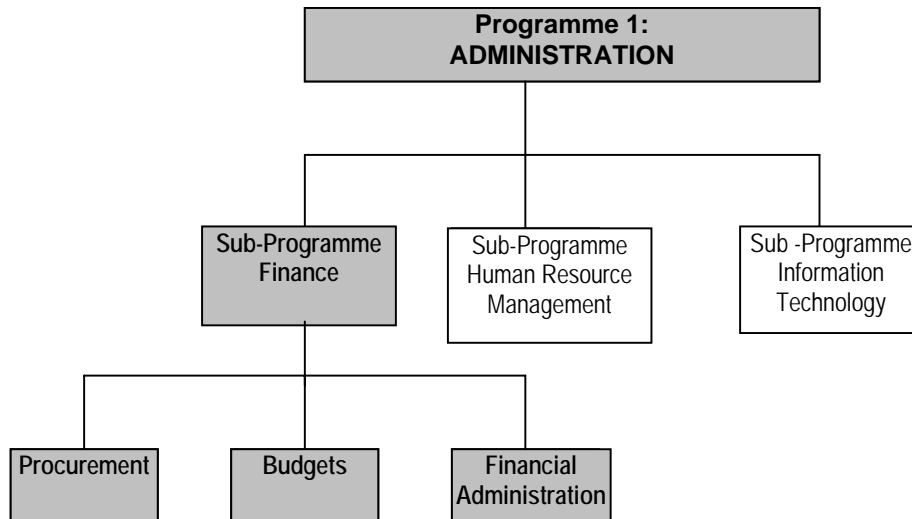 Programme 1:
ADMINISTRATION
Sub-Programme
Finance
Sub-Programme
Human Resource
Management
Sub -Programme
Information
Technology
Procurement
Budgets
Financial
Administration